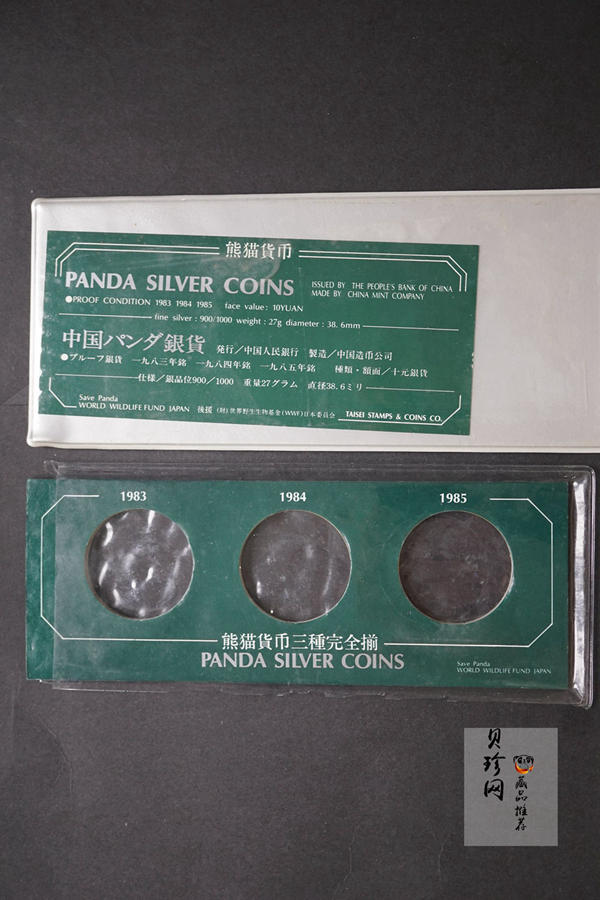 熊猫貨币
PANDA SILVER COINS ISSUED BY THE PEOPLE'S BANK OF CHINA
MADE BY CHINA MINT COMPANY
●PROOF CONDITION 1983 1984 1985 face value: 10YUAN
fine silver: 900/1000 weight: 27g diameter: 38.6mm
中国パンダ銀貨 発行／中国人民銀行 製造／中国造币公司
●プルーフ銀貨 一九八三年銘 一九八四年銘 一九八五年銘 種類・額面／十元銀貨
仕様／銀品位900／1000 重量27グラム 直径38.6ミリ
Save Panda
WORLD WILDLIFE FUND JAPAN 後援 (財)世界野生生物基金(WWF)日本委員会 TAISEI STAMPS & COINS CO.
1983 1984 1985
熊猫貨币三種完全揃
PANDA SILVER COINS
Save Panda
WORLD WILDLIFE FUND JAPAN
贝珍网
藏品推荐